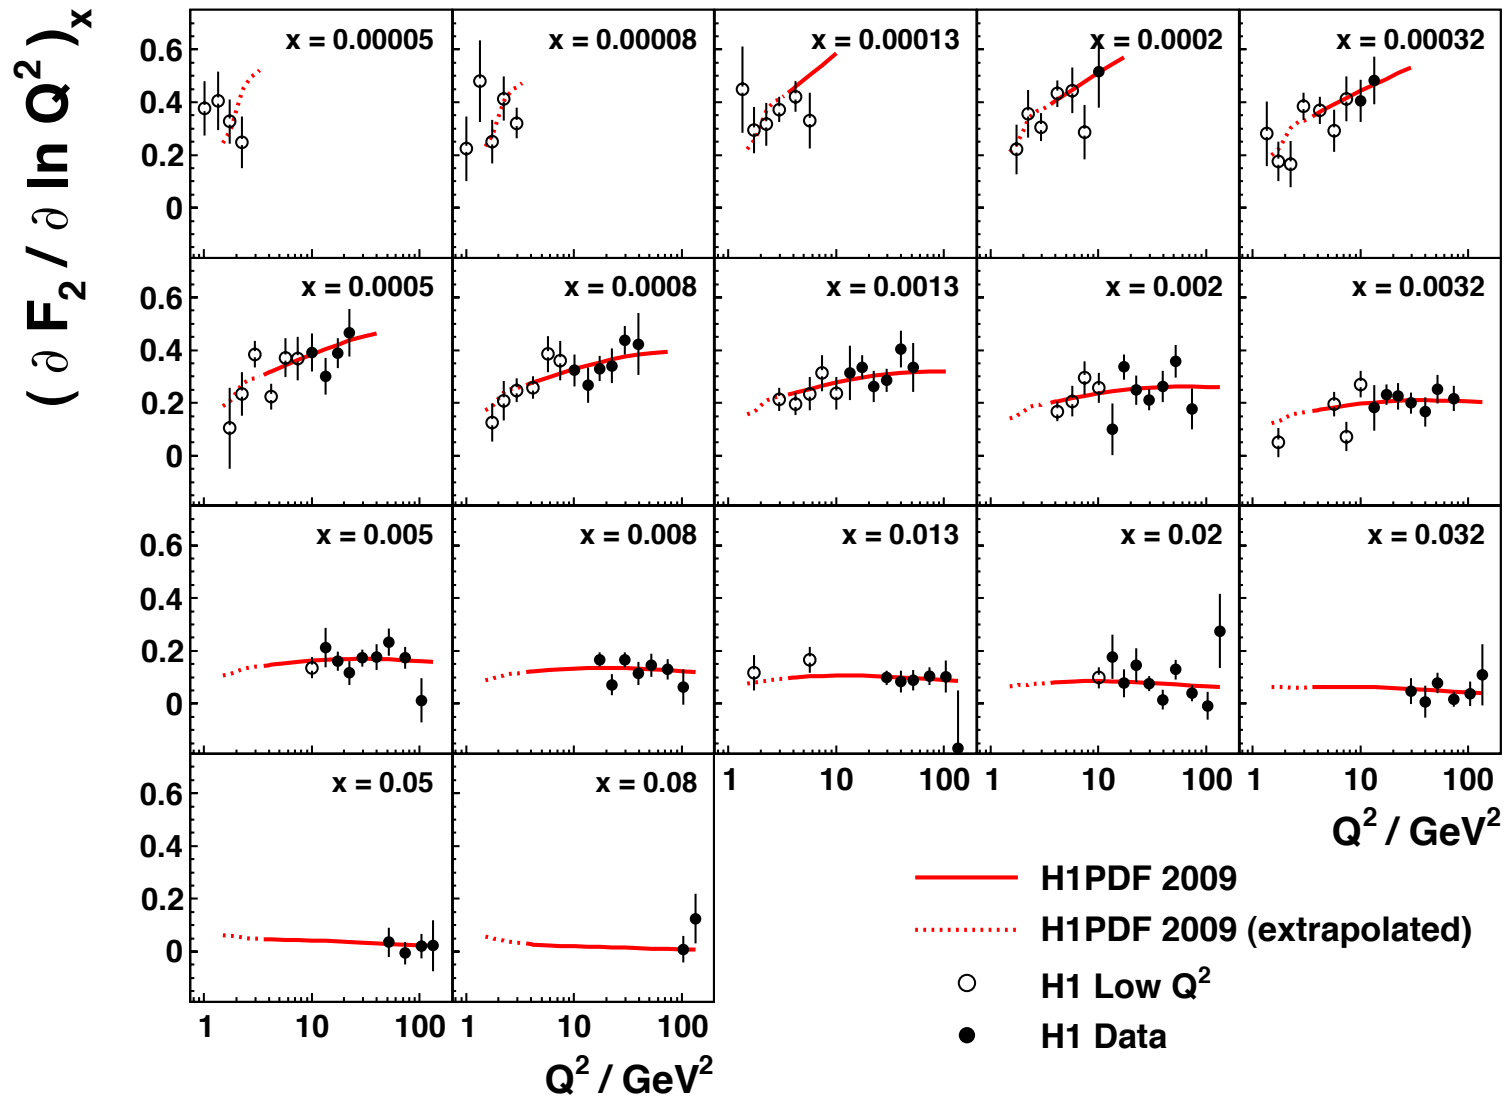 ( ∂ F₂ / ∂ ln Q² )ₓ
x = 0.00005
x = 0.00008
x = 0.00013
x = 0.0002
x = 0.00032
0.6
0.4
0.2
0
x = 0.0005
x = 0.0008
x = 0.0013
x = 0.002
x = 0.0032
0.6
0.4
0.2
0
x = 0.005
x = 0.008
x = 0.013
x = 0.02
x = 0.032
0.6
0.4
0.2
0
x = 0.05
x = 0.08
1 10 100
1 10 100
1 10 100
0.6
0.4
0.2
0
Q² / GeV²
1 10 100
1 10 100
Q² / GeV²
H1PDF 2009
H1PDF 2009 (extrapolated)
H1 Low Q²
H1 Data